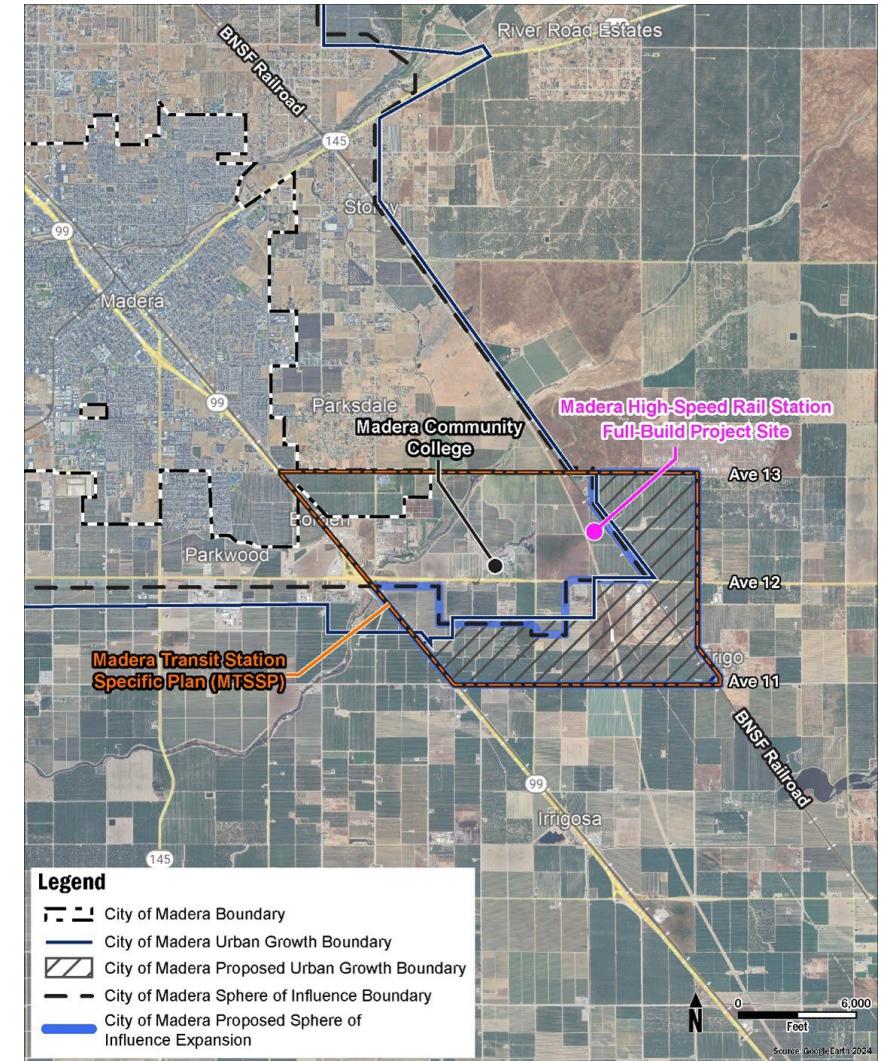 River Road Estates
BNSF Railroad
145
Storey
99
Madera
99
Parksdale
Madera Community
College
Madera High-Speed Rail Station
Full-Build Project Site
Ave 13
Borden
Parkwood
Ave 12
Madera Transit Station
Specific Plan (MTSSP)
Ave 11
BNSF Railroad
99
Irrigosa
145
Legend
City of Madera Boundary
City of Madera Urban Growth Boundary
City of Madera Proposed Urban Growth Boundary
City of Madera Sphere of Influence Boundary
City of Madera Proposed Sphere of
Influence Expansion
N
0 6,000
Feet
Source: GoogleEarth 2024